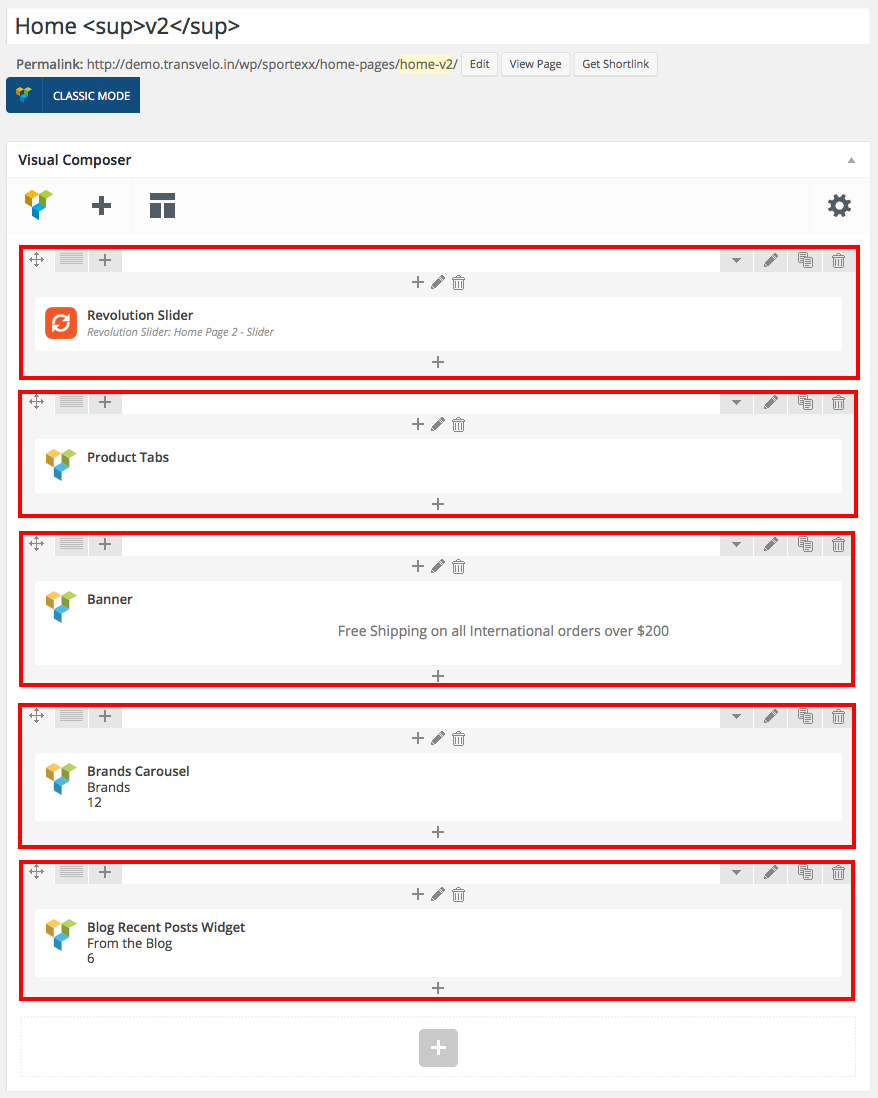 Home <sup>v2</sup>
Permalink: http://demo.transvelo.in/wp/sportexx/home-pages/home-v2/ Edit View Page Get Shortlink
CLASSIC MODE
Visual Composer
Revolution Slider
Revolution Slider: Home Page 2 - Slider
Product Tabs
Banner
Free Shipping on all International orders over $200
Brands Carousel
Brands
12
Blog Recent Posts Widget
From the Blog
6